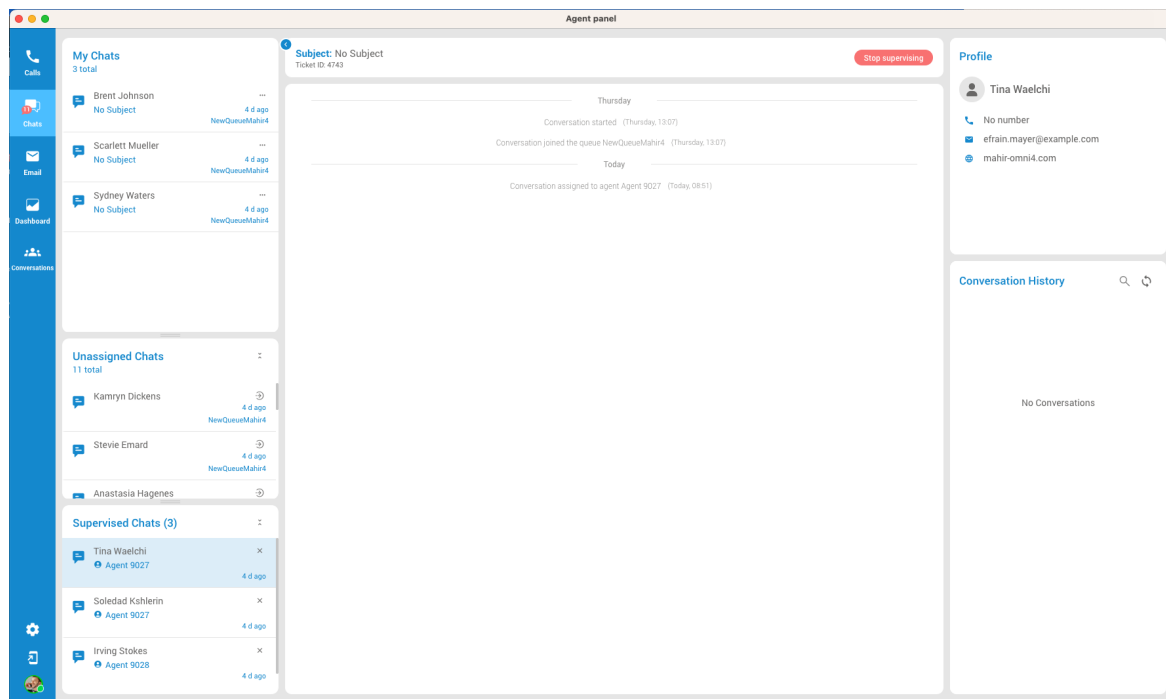 Agent panel
Calls
11
Chats
Email
Dashboard
Conversations
My Chats
3 total
Brent Johnson
No Subject
4 d ago
NewQueueMahir4
Scarlett Mueller
No Subject
4 d ago
NewQueueMahir4
Sydney Waters
No Subject
4 d ago
NewQueueMahir4
Unassigned Chats
11 total
Kamryn Dickens
4 d ago
NewQueueMahir4
Stevie Emard
4 d ago
NewQueueMahir4
Anastasia Hagenes
Supervised Chats (3)
Tina Waelchi
Agent 9027
4 d ago
Soledad Kshlerin
Agent 9027
4 d ago
Irving Stokes
Agent 9028
4 d ago
Subject: No Subject
Ticket ID: 4743
Stop supervising
Thursday
Conversation started (Thursday, 13:07)
Conversation joined the queue NewQueueMahir4 (Thursday, 13:07)
Today
Conversation assigned to agent Agent 9027 (Today, 08:51)
Profile
Tina Waelchi
No number
efrain.mayer@example.com
mahir-omni4.com
Conversation History
No Conversations